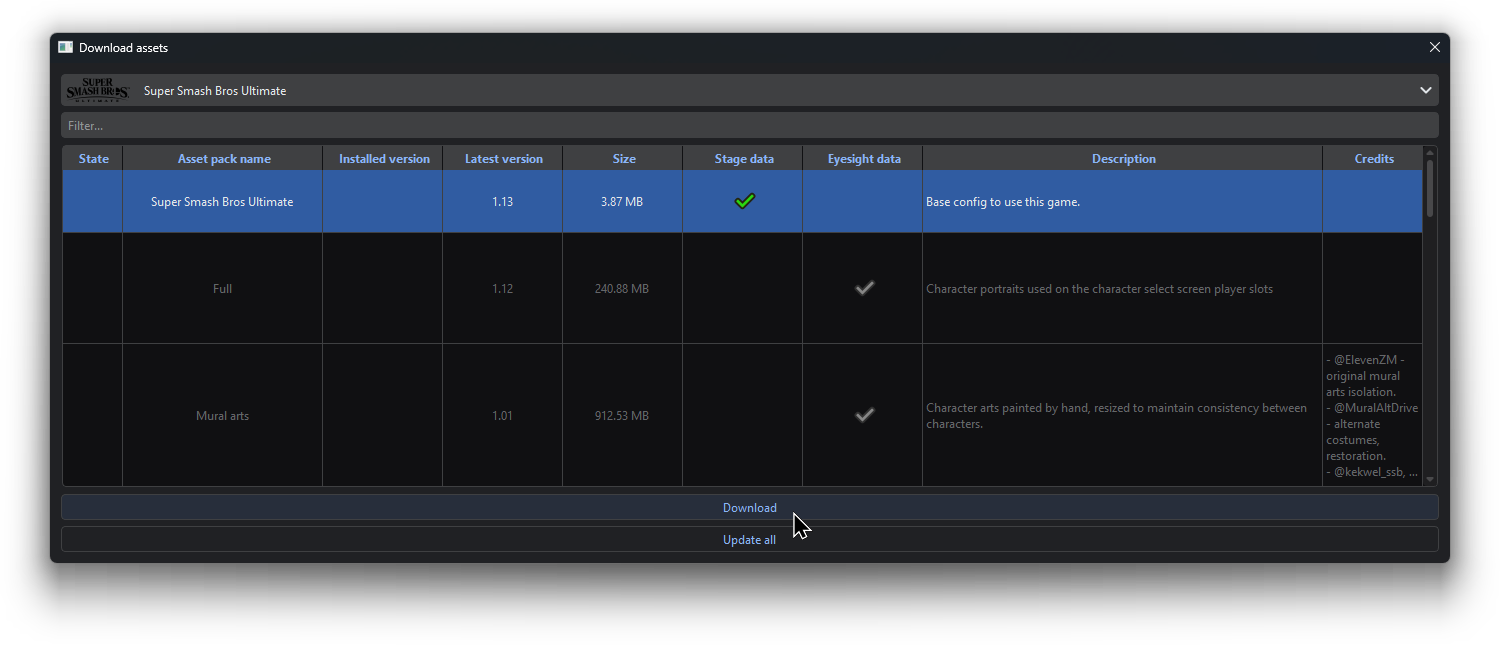 Download assets
SUPER
SMASH BROS.
ULTIMATE
Super Smash Bros Ultimate
Filter...
State Asset pack name Installed version Latest version Size Stage data Eyesight data Description Credits
Super Smash Bros Ultimate 1.13 3.87 MB Base config to use this game.
Full 1.12 240.88 MB Character portraits used on the character select screen player slots
Mural arts 1.01 912.53 MB Character arts painted by hand, resized to maintain consistency between
characters.
- @ElevenZM -
original mural
arts isolation.
- @MuralAltDrive
- alternate
costumes,
restoration.
- @kekwel_ssb, ...
Download
Update all